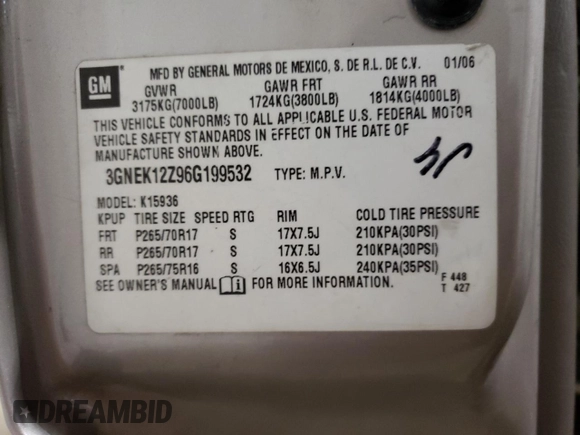 GM
MFD BY GENERAL MOTORS DE MEXICO, S. DE R.L. DE C.V. 01/06
GVWR GAWR FRT GAWR RR
3175KG(7000LB) 1724KG(3800LB) 1814KG(4000LB)
THIS VEHICLE CONFORMS TO ALL APPLICABLE U.S. FEDERAL MOTOR
VEHICLE SAFETY STANDARDS IN EFFECT ON THE DATE OF
MANUFACTURE SHOWN ABOVE.
3GNEK12Z96G199532 TYPE: M.P.V.
MODEL: K15936
KPUP TIRE SIZE SPEED RTG RIM COLD TIRE PRESSURE
FRT P265/70R17 S 17X7.5J 210KPA(30PSI)
RR P265/70R17 S 17X7.5J 210KPA(30PSI)
SPA P265/75R16 S 16X6.5J 240KPA(35PSI)
SEE OWNER'S MANUAL FOR MORE INFORMATION.
F 448
T 427
DREAMBID